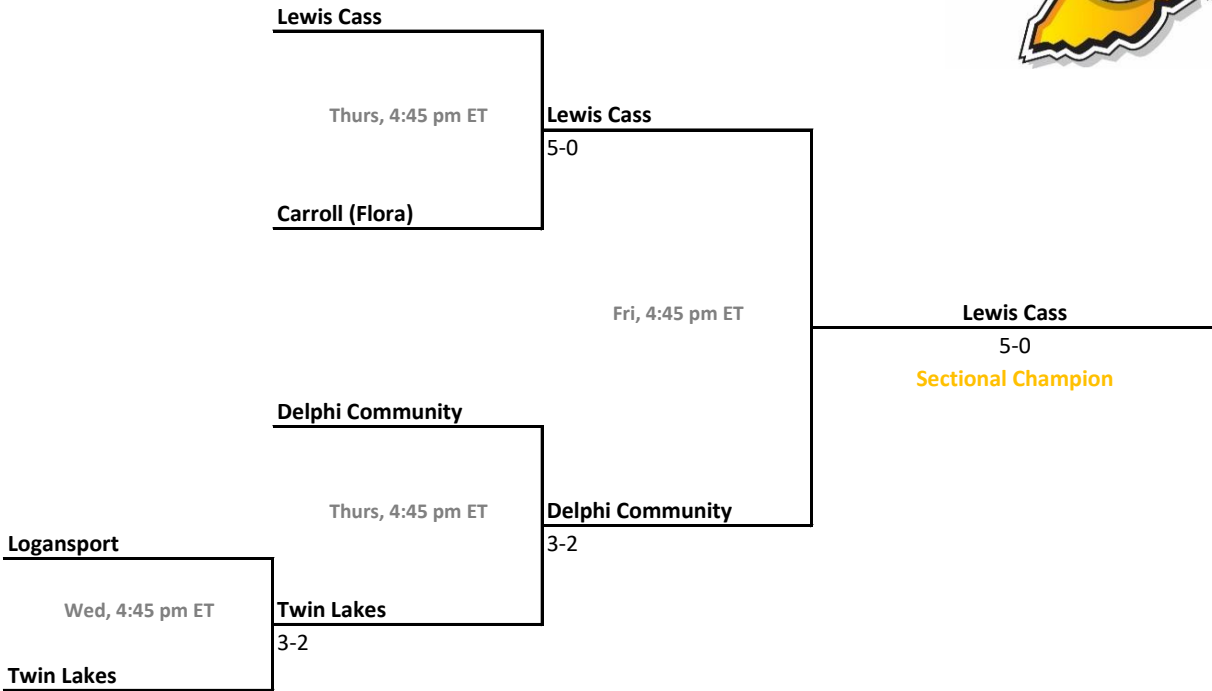 Lewis Cass
Thurs, 4:45 pm ET
Lewis Cass
5-0
Carroll (Flora)
Fri, 4:45 pm ET
Lewis Cass
5-0
Sectional Champion
Delphi Community
Thurs, 4:45 pm ET
Delphi Community
3-2
Logansport
Wed, 4:45 pm ET
Twin Lakes
3-2
Twin Lakes